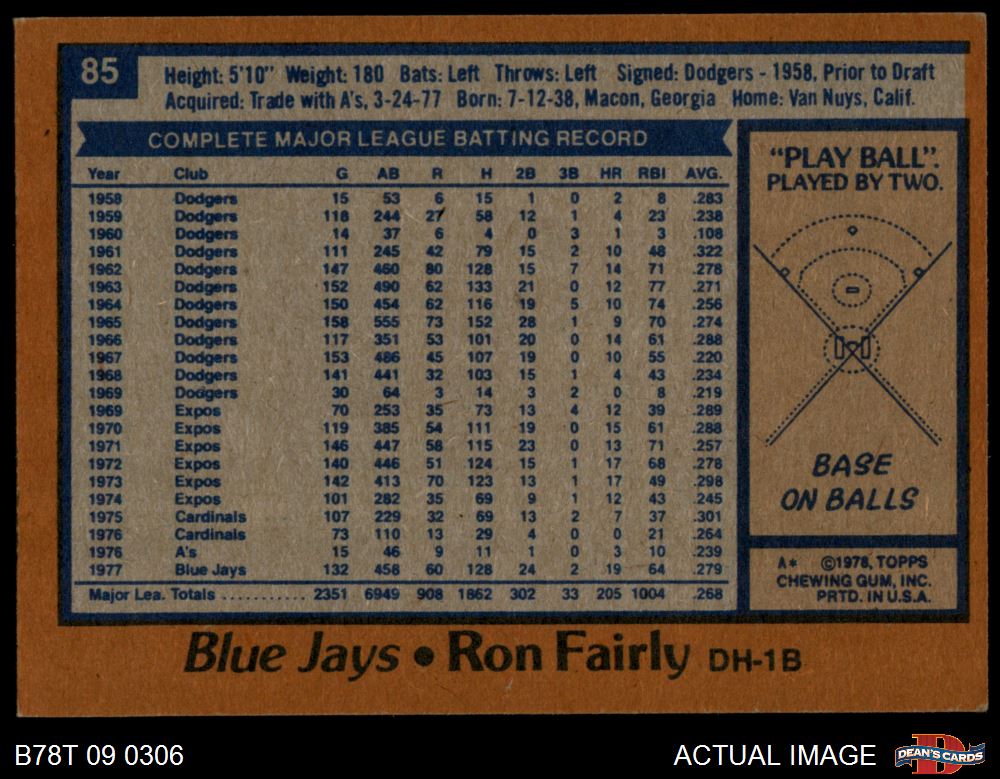 85
Height: 5'10" Weight: 180 Bats: Left Throws: Left Signed: Dodgers - 1958, Prior to Draft
Acquired: Trade with A's, 3-24-77 Born: 7-12-38, Macon, Georgia Home: Van Nuys, Calif.
COMPLETE MAJOR LEAGUE BATTING RECORD
Year Club G AB R H 2B 3B HR RBI AVG.
1958 Dodgers 15 53 6 15 1 0 2 8 .283
1959 Dodgers 118 244 27 58 12 1 4 23 .238
1960 Dodgers 14 37 6 4 0 3 1 3 .108
1961 Dodgers 111 245 42 79 15 2 10 48 .322
1962 Dodgers 147 460 80 128 15 7 14 71 .278
1963 Dodgers 152 490 62 133 21 0 12 77 .271
1964 Dodgers 150 454 62 116 19 5 10 74 .256
1965 Dodgers 158 555 73 152 28 1 9 70 .274
1966 Dodgers 117 351 53 101 20 0 14 61 .288
1967 Dodgers 153 486 45 107 19 0 10 55 .220
1968 Dodgers 141 441 32 103 15 1 4 43 .234
1969 Dodgers 30 64 3 14 3 2 0 8 .219
1969 Expos 70 253 35 73 13 4 12 39 .289
1970 Expos 119 385 54 111 19 0 15 61 .288
1971 Expos 146 447 58 115 23 0 13 71 .257
1972 Expos 140 446 51 124 15 1 17 68 .278
1973 Expos 142 413 70 123 13 1 17 49 .298
1974 Expos 101 282 35 69 9 1 12 43 .245
1975 Cardinals 107 229 32 69 13 2 7 37 .301
1976 Cardinals 73 110 13 29 4 0 0 21 .264
1976 A's 15 46 9 11 1 0 3 10 .239
1977 Blue Jays 132 458 60 128 24 2 19 64 .279
Major Lea. Totals ........... 2351 6949 908 1862 302 33 205 1004 .268
"PLAY BALL".
PLAYED BY TWO.
BASE
ON BALLS
A* ©1978, TOPPS
CHEWING GUM, INC.
PRTD. IN U.S.A.
Blue Jays • Ron Fairly DH-1B
B78T 09 0306
ACTUAL IMAGE
D
DEAN'S CARDS